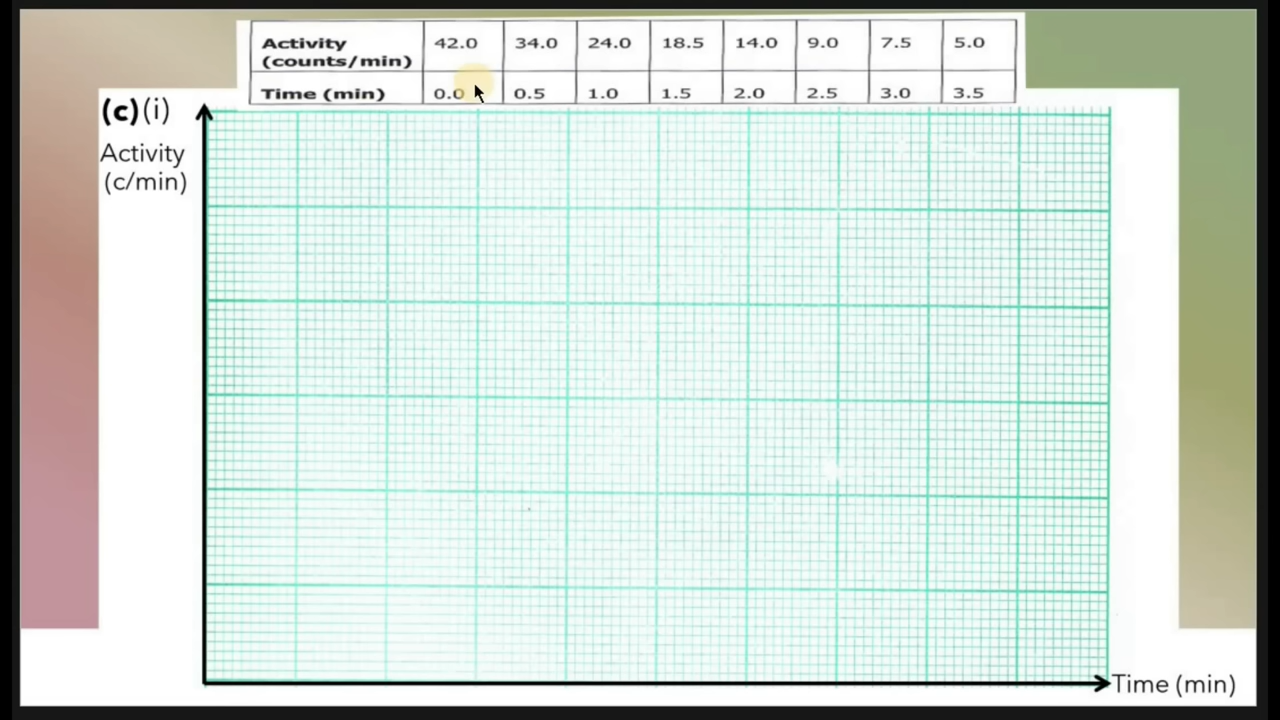 Activity 42.0 34.0 24.0 18.5 14.0 9.0 7.5 5.0
(counts/min)
Time (min) 0.0 0.5 1.0 1.5 2.0 2.5 3.0 3.5
(c)(i)
Activity
(c/min)
Time (min)